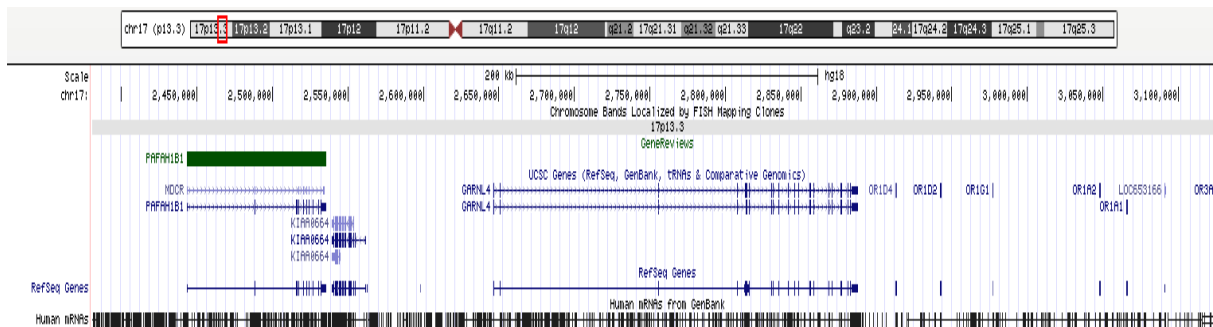 chr17 (p13.3) 17p13.3 17p13.2 17p13.1 17p12 17p11.2 17q11.2 17q12 q21.2 17q21.31 q21.32 q21.33 17q22 q23.2 24.1 17q24.2 17q24.3 17q25.1 17q25.3
Scale 200 kb hg18
chr17: 2,450,000 2,500,000 2,550,000 2,600,000 2,650,000 2,700,000 2,750,000 2,800,000 2,850,000 2,900,000 2,950,000 3,000,000 3,050,000 3,100,000
Chromosome Bands Localized by FISH Mapping Clones
17p13.3
GeneReviews
PAFAH1B1
UCSC Genes (RefSeq, GenBank, tRNAs & Comparative Genomics)
MDCR GARNL4 OR1D4 OR1D2 OR1G1 OR1A2 LOC653166 OR3A
PAFAH1B1 GARNL4 OR1A1
KIAA0664
KIAA0664
KIAA0664
RefSeq Genes
RefSeq Genes
Human mRNAs from GenBank
Human mRNAs